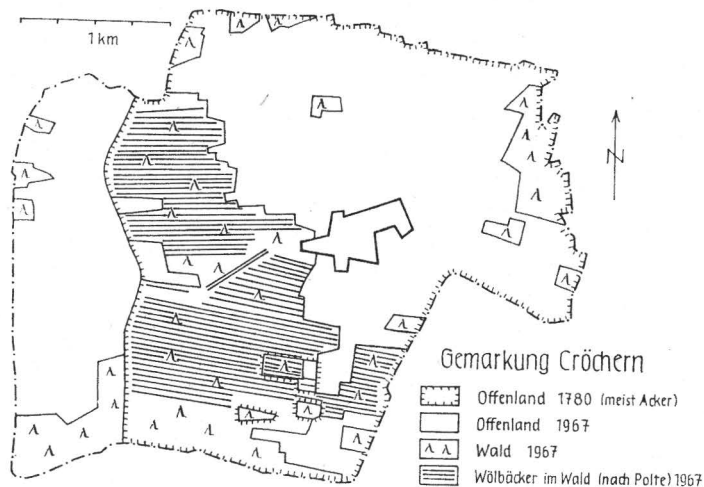 1 km
N
Gemarkung Cröchern
Offenland 1780 (meist Acker)
Offenland 1967
Wald 1967
Wölbäcker im Wald (nach Polte) 1967